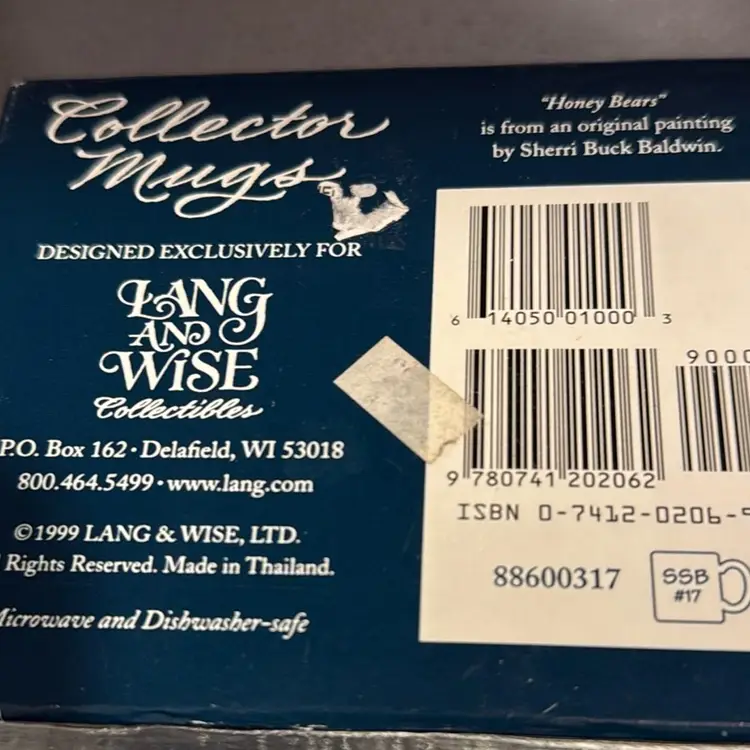 Collector
Mugs
DESIGNED EXCLUSIVELY FOR
LANG
AND
WISE
Collectibles
P.O. Box 162 · Delafield, WI 53018
800.464.5499 · www.lang.com
©1999 LANG & WISE, LTD.
Rights Reserved. Made in Thailand.
Microwave and Dishwasher-safe
"Honey Bears"
is from an original painting
by Sherri Buck Baldwin.
6 14050 01000 3
9000
9 780741 202062
ISBN 0-7412-0206-
88600317
SSB
#17